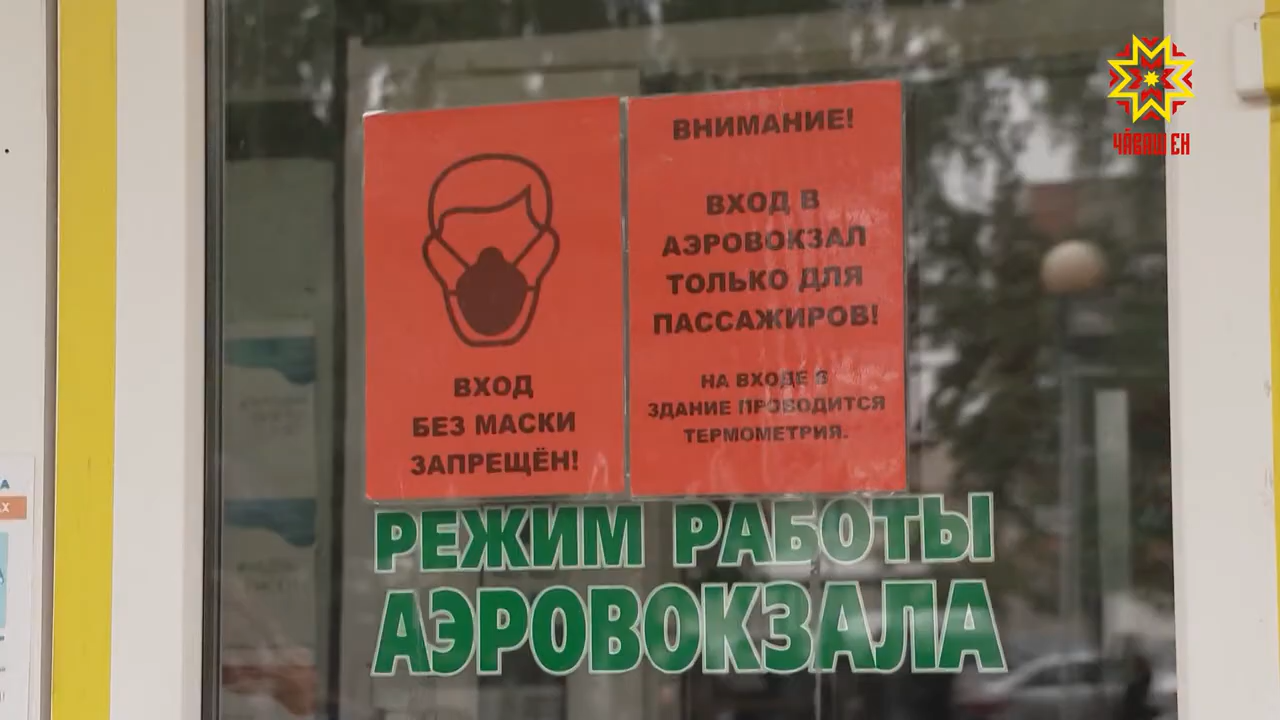 ЧӐВАШ ЕН
ВНИМАНИЕ!
ВХОД В
АЭРОВОКЗАЛ
ТОЛЬКО ДЛЯ
ПАССАЖИРОВ!
НА ВХОДЕ В
ЗДАНИЕ ПРОВОДИТСЯ
ТЕРМОМЕТРИЯ.
ВХОД
БЕЗ МАСКИ
ЗАПРЕЩЁН!
РЕЖИМ РАБОТЫ
АЭРОВОКЗАЛА